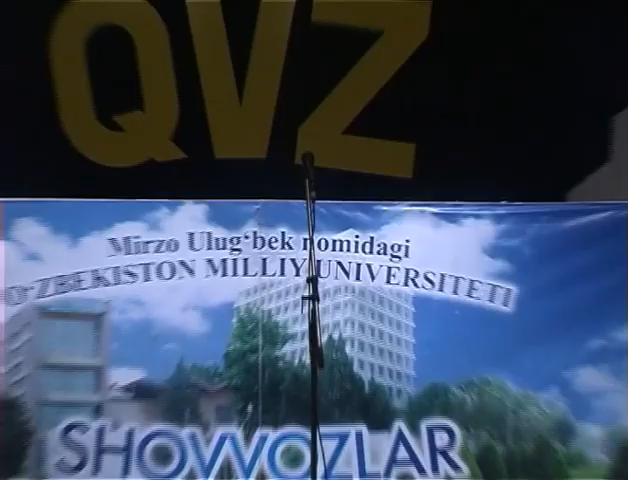 QVZ
Mirzo Ulug‘bek nomidagi
O‘ZBEKISTON MILLIY UNIVERSITETI
SHOVVOZLAR